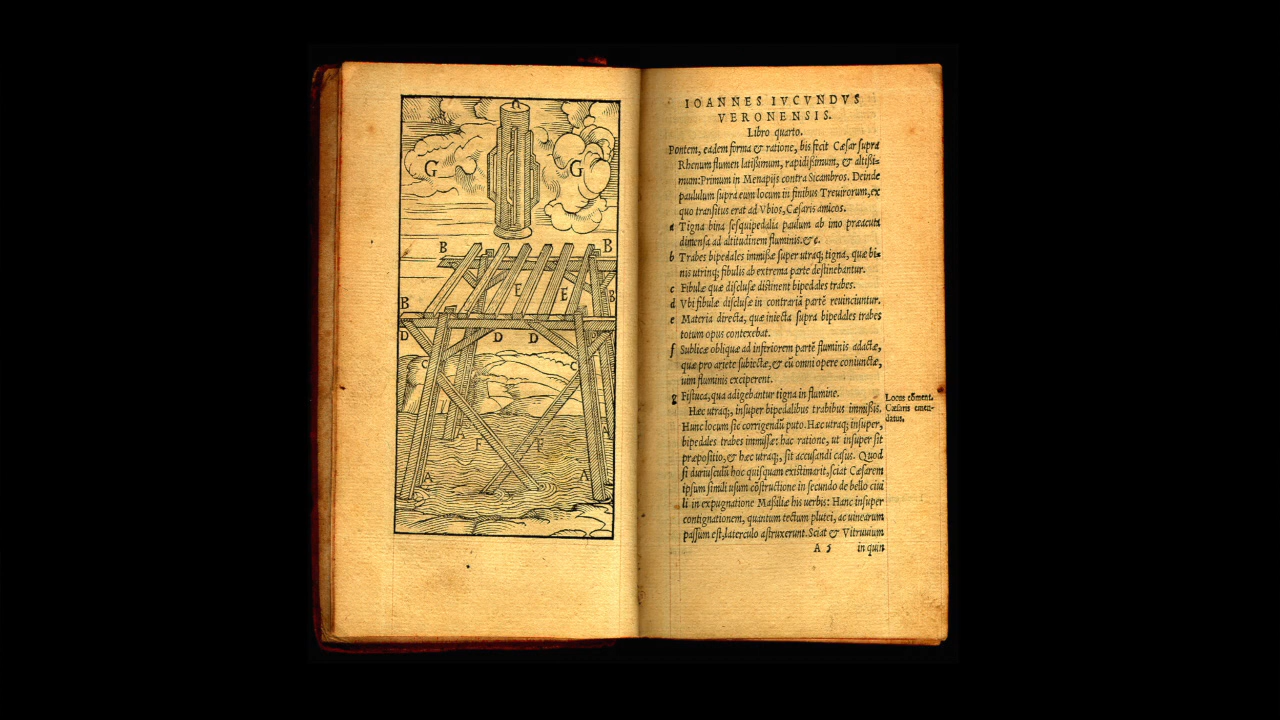 G
G
B
B
E
E
B
B
D
D
D
D
C
C
A
F
F
A
A
IOANNES IVCVNDVS
VERONENSIS.
Libro quarto.
Pontem, eadem forma & ratione, bis fecit Cæsar supra
Rhenum flumen latißimum, rapidißimum, & altißi-
mum: Primum in Menapijs contra Sicambros. Deinde
paululum supra eum locum in finibus Treuirorum, ex
quo transitus erat ad Vbios, Cæsaris amicos.
a Tigna bina sesquipedalia paulum ab imo præacuta
dimensa ad altitudinem fluminis. &c.
b Trabes bipedales immissæ super utraq; tigna, quæ bi-
nis utrinq; fibulis ab extrema parte destinebantur.
c Fibulæ quæ disclusæ distinent bipedales trabes.
d Vbi fibulæ disclusæ in contrariā partē reuinciuntur.
e Materia directa, quæ iniecta supra bipedales trabes
totum opus contexebat.
f Sublicæ obliquæ ad inferiorem partē fluminis adactæ,
quæ pro ariete subiectæ, & cū omni opere coniunctæ,
uim fluminis exciperent.
g Fistuca, qua adigebantur tigna in flumine.
Hæc utraq;, insuper bipedalibus trabibus immißis.
Hunc locum sic corrigendū puto. Hæc utraq; insuper,
bipedales trabes immissæ: hac ratione, ut insuper sit
præpositio, & hæc utraq;, sit accusandi casus. Quod
si duriusculū hoc quisquam existimarit, sciat Cæsarem
ipsum simili usum cōstructione in secundo de bello ciui
li in expugnatione Maßiliæ his uerbis: Hanc insuper
contignationem, quantum tectum plutei, ac uinearum
passum est, laterculo astruxerunt. Sciat & Vitruuium
A 5 in quin
Locus cōment.
Cæsaris emen-
datus.